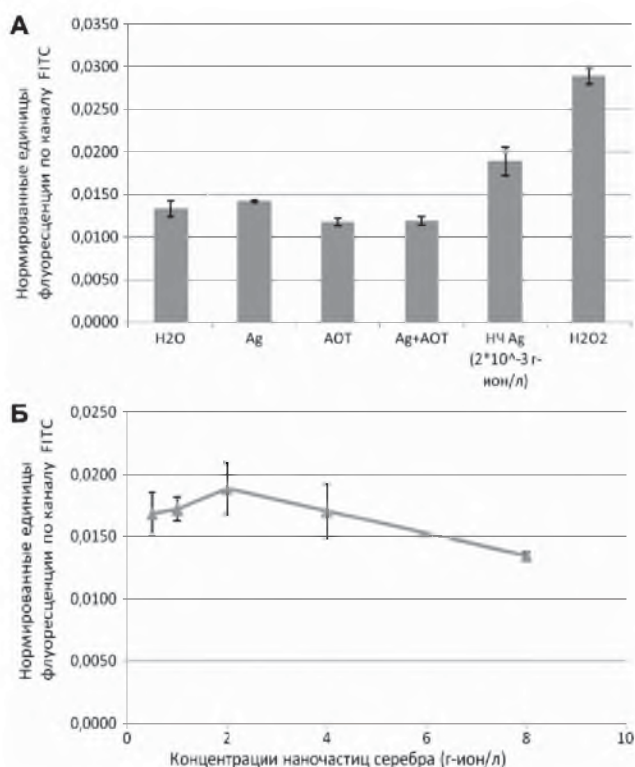 А
Нормированные единицы
флуоресценции по каналу FITC
0,0350
0,0300
0,0250
0,0200
0,0150
0,0100
0,0050
0,0000
H2O
Ag
АОТ
Ag+АОТ
НЧ Ag
(2*10^-3 г-
ион/л)
H2O2
Б
Нормированные единицы
флуоресценции по каналу FITC
0,0250
0,0200
0,0150
0,0100
0,0050
0,0000
0
2
4
6
8
10
Концентрации наночастиц серебра (г-ион/л)